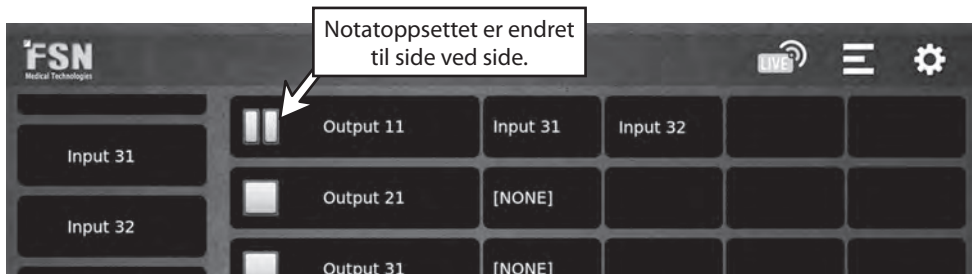 Notatoppsettet er endret
til side ved side.
FSN
Medical Technologies
LIVE
Output 11
Input 31
Input 32
Input 31
Output 21
[NONE]
Input 32
Output 31
[NONE]